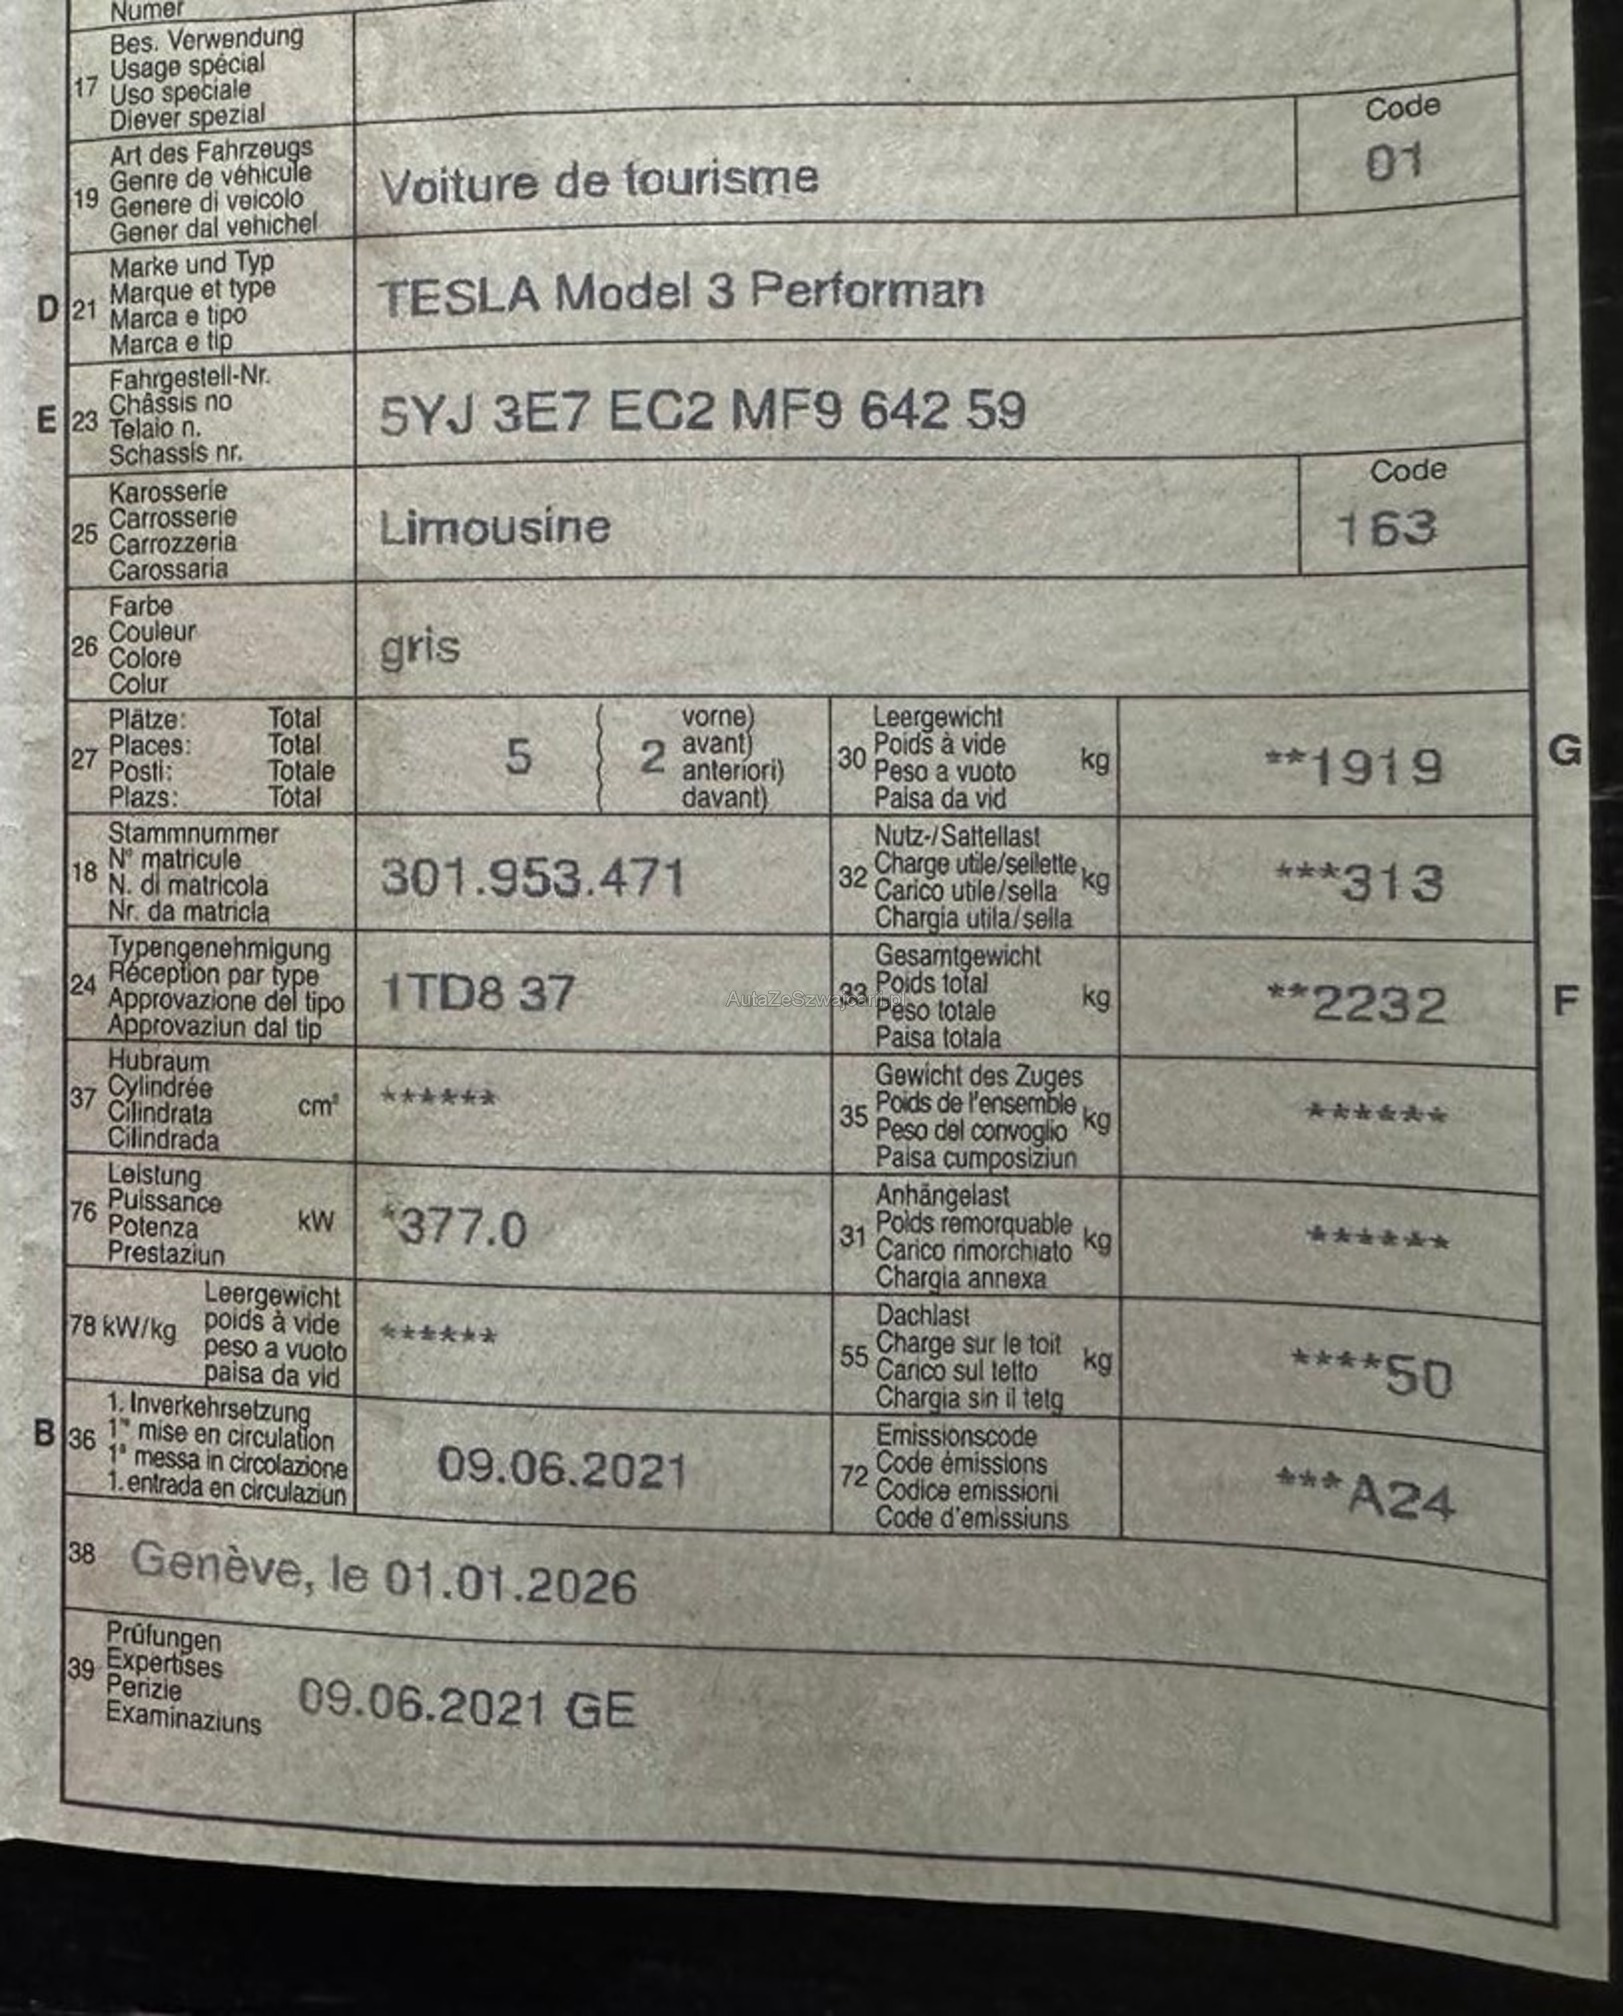 Numer
17 Bes. Verwendung
Usage spécial
Uso speciale
Diever spezial
Code
01
19 Art des Fahrzeugs
Genre de véhicule
Genere di veicolo
Gener dal vehichel
Voiture de tourisme
D 21 Marke und Typ
Marque et type
Marca e tipo
Marca e tip
TESLA Model 3 Performan
E 23 Fahrgestell-Nr.
Châssis no
Telaio n.
Schassis nr.
5YJ 3E7 EC2 MF9 642 59
25 Karosserie
Carrosserie
Carrozzeria
Carossaria
Limousine
Code
163
26 Farbe
Couleur
Colore
Colur
gris
27 Plätze: Total
Places: Total
Posti: Totale
Plazs: Total
5 ( 2 vorne)
avant)
anteriori)
davant)
30 Leergewicht
Poids à vide kg
Peso a vuoto
Paisa da vid
**1919
G
18 Stammnummer
N° matricule
N. di matricola
Nr. da matricla
301.953.471
32 Nutz-/Sattellast
Charge utile/sellette kg
Carico utile/sella
Chargia utila/sella
***313
24 Typengenehmigung
Réception par type
Approvazione del tipo
Approvaziun dal tip
1TD8 37
AutaZeSzwajcarii.pl
33 Gesamtgewicht
Poids total kg
Peso totale
Paisa totala
**2232
F
37 Hubraum
Cylindrée cm³
Cilindrata
Cilindrada
******
35 Gewicht des Zuges
Poids de l'ensemble kg
Peso del convoglio
Paisa cumposiziun
******
76 Leistung
Puissance kW
Potenza
Prestaziun
*377.0
31 Anhängelast
Poids remorquable kg
Carico rimorchiato
Chargia annexa
******
78 kW/kg Leergewicht
poids à vide
peso a vuoto
paisa da vid
******
55 Dachlast
Charge sur le toit kg
Carico sul tetto
Chargia sin il tetg
****50
B 36 1. Inverkehrsetzung
1re mise en circulation
1a messa in circolazione
1. entrada en circulaziun
09.06.2021
72 Emissionscode
Code émissions
Codice emissioni
Code d'emissiuns
***A24
38 Genève, le 01.01.2026
39 Prüfungen
Expertises
Perizie
Examinaziuns
09.06.2021 GE